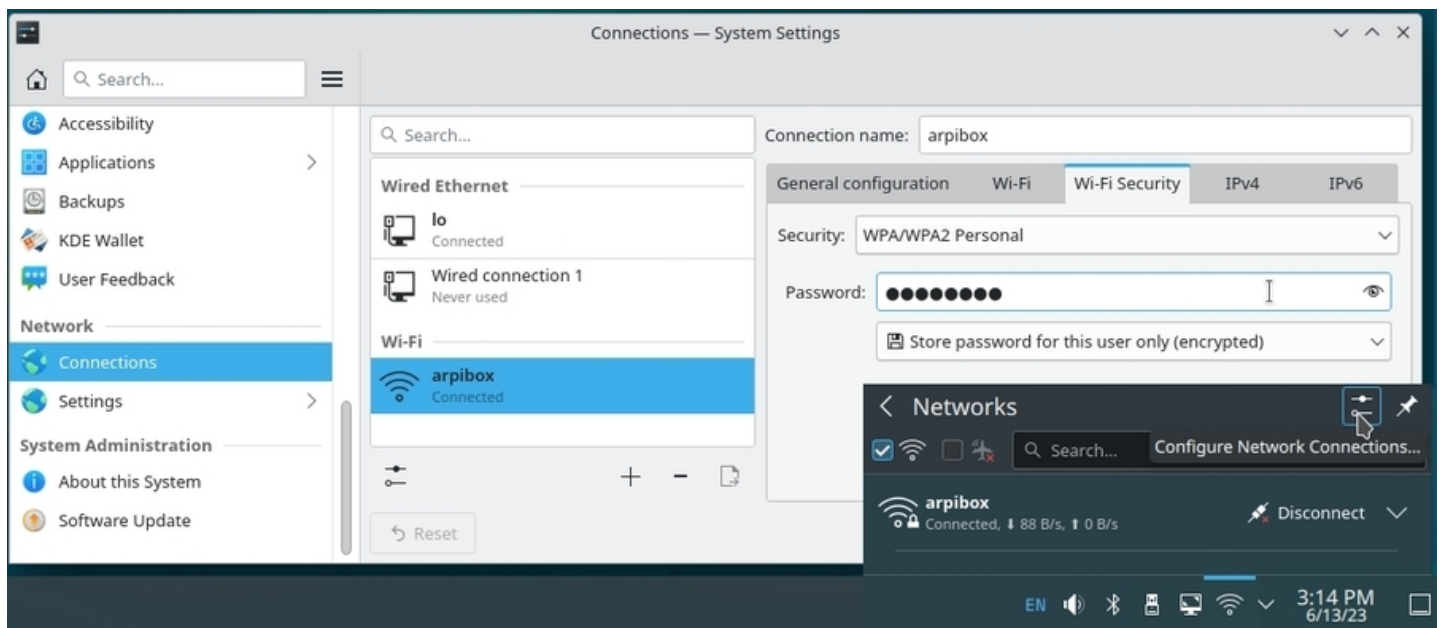 Connections — System Settings
Search...
Accessibility
Applications
Backups
KDE Wallet
User Feedback
Network
Connections
Settings
System Administration
About this System
Software Update
Search...
Wired Ethernet
lo
Connected
Wired connection 1
Never used
Wi-Fi
arpibox
Connected
Reset
Connection name: arpibox
General configuration Wi-Fi Wi-Fi Security IPv4 IPv6
Security: WPA/WPA2 Personal
Password: ●●●●●●●●
Store password for this user only (encrypted)
Networks
Search... Configure Network Connections...
arpibox
Connected, ⬇ 88 B/s, ⬆ 0 B/s
Disconnect
EN
3:14 PM
6/13/23